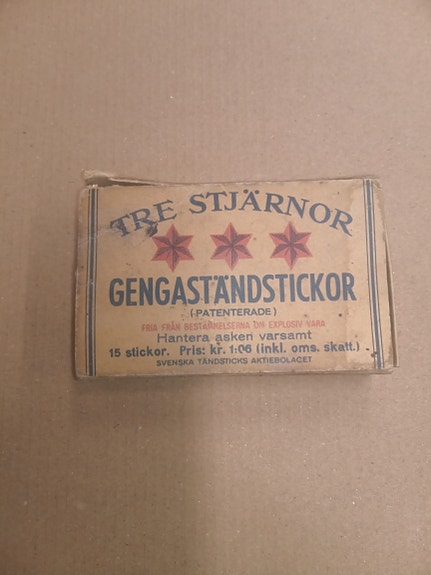 TRE STJÄRNOR
GENGASTÄNDSTICKOR
(PATENTERADE)
FRIA FRÅN BESTÄMMELSERNA OM EXPLOSIV VARA
Hantera asken varsamt
15 stickor. Pris: kr. 1:06 (inkl. oms. skatt.)
SVENSKA TÄNDSTICKS AKTIEBOLAGET